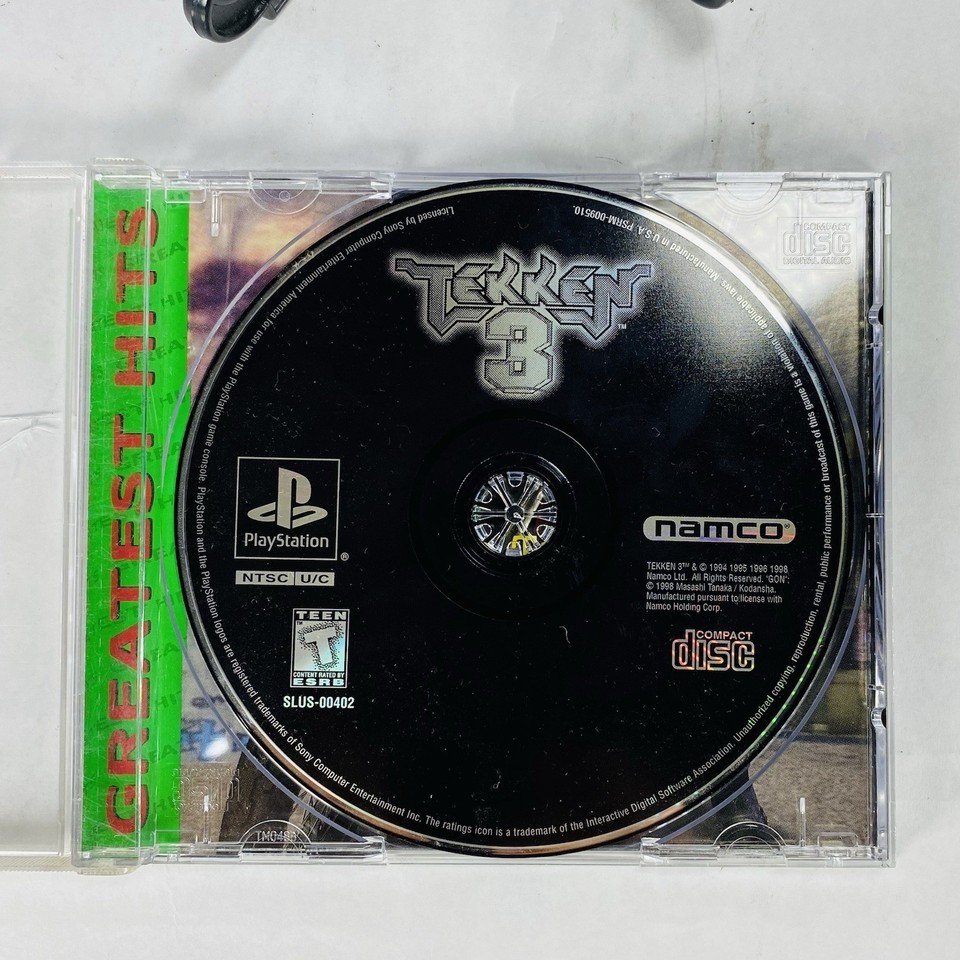 GREATEST HITS
Licensed by Sony Computer Entertainment America for use with the PlayStation game console. PlayStation and the PlayStation logos are registered trademarks of Sony Computer Entertainment Inc. The ratings icon is a trademark of the Interactive Digital Software Association. Unauthorized copying, reproduction, rental, public performance or broadcast of this game is a violation of applicable laws. Manufactured in U.S.A. PSRM-009510.
TEKKEN™
3
COMPACT
disc
DIGITAL AUDIO
PlayStation®
NTSC U/C
namco®
TEKKEN 3™ & © 1994 1995 1996 1998
Namco Ltd. All Rights Reserved. "GON":
© 1998 Masashi Tanaka / Kodansha.
Manufactured pursuant to license with
Namco Holding Corp.
TEEN
™
T
CONTENT RATED BY
ESRB
SLUS-00402
COMPACT
disc